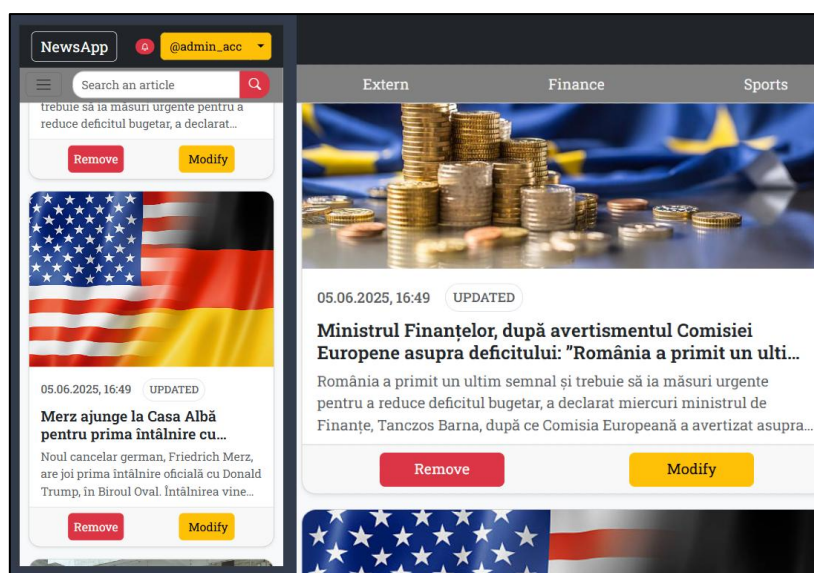 NewsApp
@admin_acc
Search an article
trebuie să ia măsuri urgente pentru a
reduce deficitul bugetar, a declarat...
Remove
Modify
05.06.2025, 16:49
UPDATED
Merz ajunge la Casa Albă
pentru prima întâlnire cu...
Noul cancelar german, Friedrich Merz,
are joi prima întâlnire oficială cu Donald
Trump, în Biroul Oval. Întâlnirea vine...
Remove
Modify
Extern
Finance
Sports
05.06.2025, 16:49
UPDATED
Ministrul Finanțelor, după avertismentul Comisiei
Europene asupra deficitului: ”România a primit un ulti...
România a primit un ultim semnal și trebuie să ia măsuri urgente
pentru a reduce deficitul bugetar, a declarat miercuri ministrul de
Finanțe, Tanczos Barna, după ce Comisia Europeană a avertizat asupra...
Remove
Modify